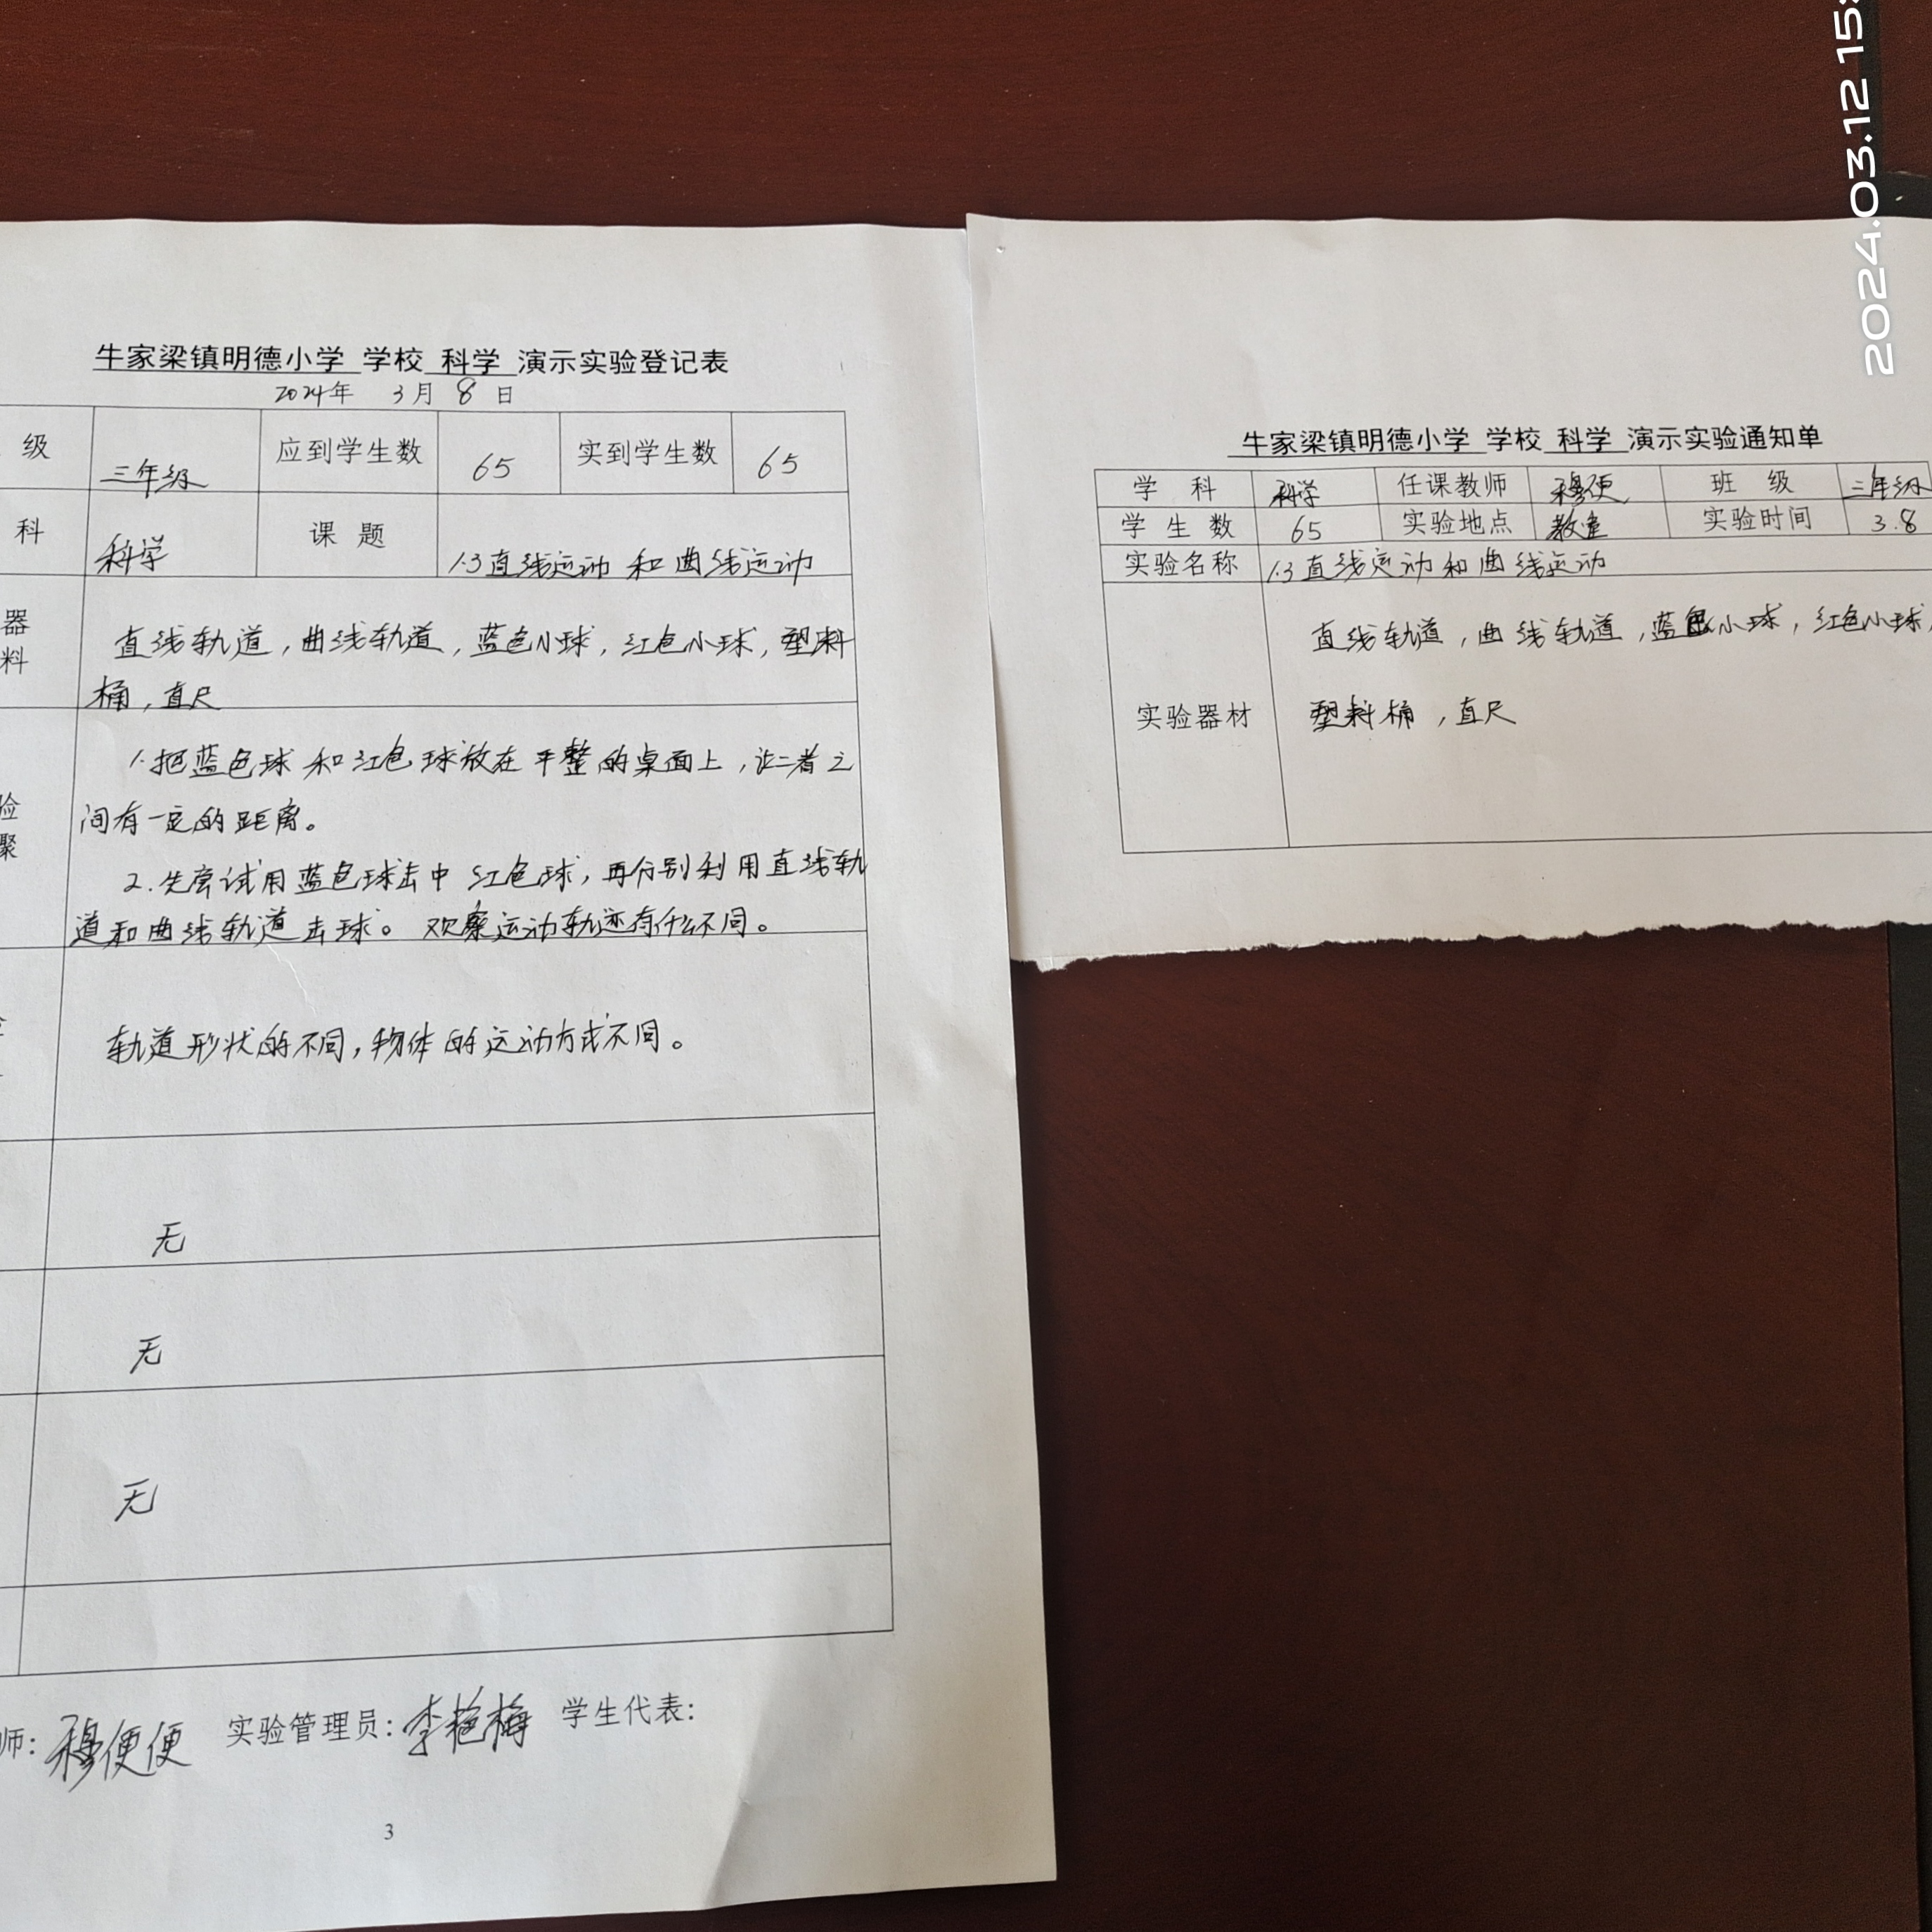 牛家梁镇明德小学 学校 科学 演示实验登记表
2024年 3月 8 日
级 三年级 应到学生数 65 实到学生数 65
科 科学 课题 1.3直线运动 和曲线运动
器
料
直线轨道，曲线轨道，蓝色小球，红色小球，塑料
桶，直尺
验
骤
1.把蓝色球和红色球放在平整的桌面上，让二者之
间有一定的距离。
2.先尝试用蓝色球击中红色球，再分别利用直线轨
道和曲线轨道击球。观察运动轨迹有什么不同。
轨道形状的不同，物体的运动方式不同。
无
无
无
师：穆便便 实验管理员：李艳梅 学生代表：
3
牛家梁镇明德小学 学校 科学 演示实验通知单
学科 科学 任课教师 穆便 班级 三年级
学生数 65 实验地点 教室 实验时间 3.8
实验名称 1.3直线运动和曲线运动
直线轨道，曲线轨道，蓝色小球，红色小球，
实验器材 塑料桶，直尺
2024.03.12 15: